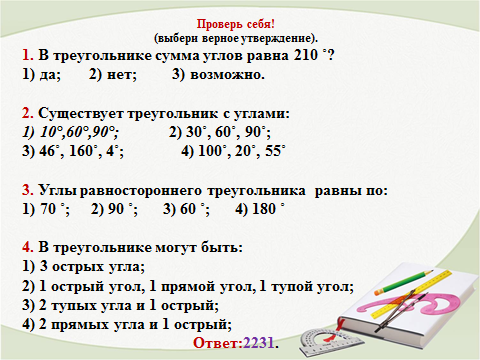 Проверь себя!
(выбери верное утверждение).
1. В треугольнике сумма углов равна 210 ˚?
1) да; 2) нет; 3) возможно.
2. Существует треугольник с углами:
1) 10°,60°,90°; 2) 30˚, 60˚, 90˚;
3) 46˚, 160˚, 4˚; 4) 100˚, 20˚, 55˚
3. Углы равностороннего треугольника равны по:
1) 70 ˚; 2) 90 ˚; 3) 60 ˚; 4) 180 ˚
4. В треугольнике могут быть:
1) 3 острых угла;
2) 1 острый угол, 1 прямой угол, 1 тупой угол;
3) 2 тупых угла и 1 острый;
4) 2 прямых угла и 1 острый;
Ответ:2231.